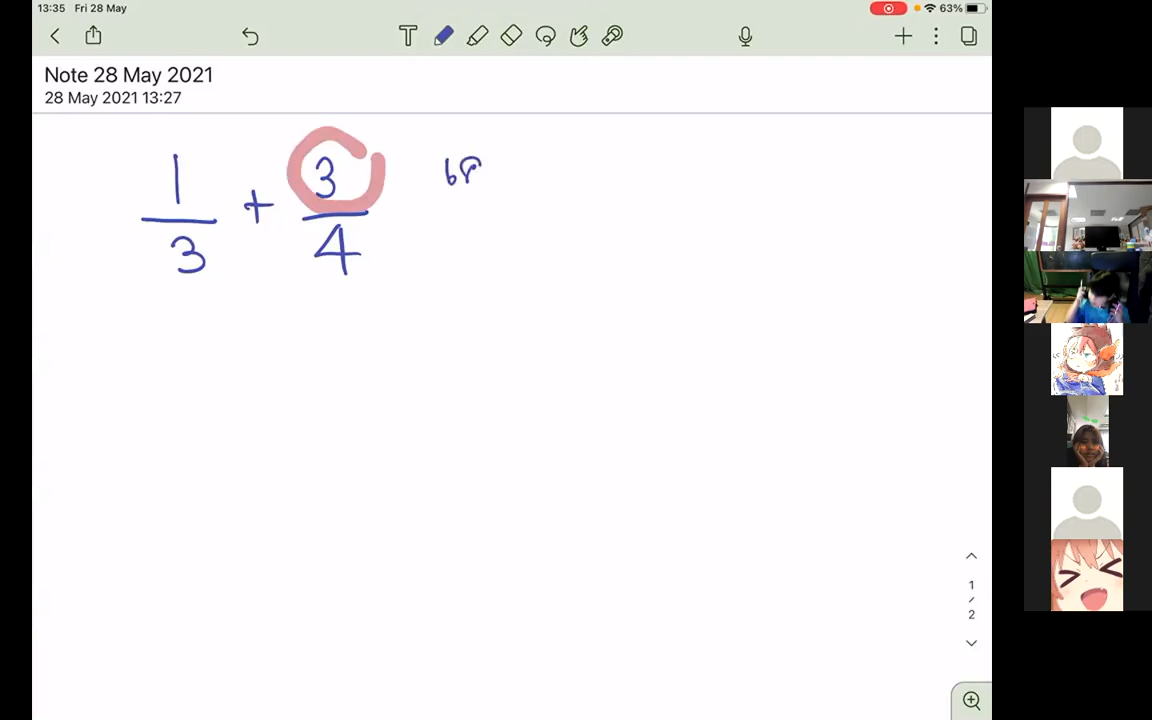 13:35 Fri 28 May
63%
T
Note 28 May 2021
28 May 2021 13:27
1/3 + 3/4
1
/
2